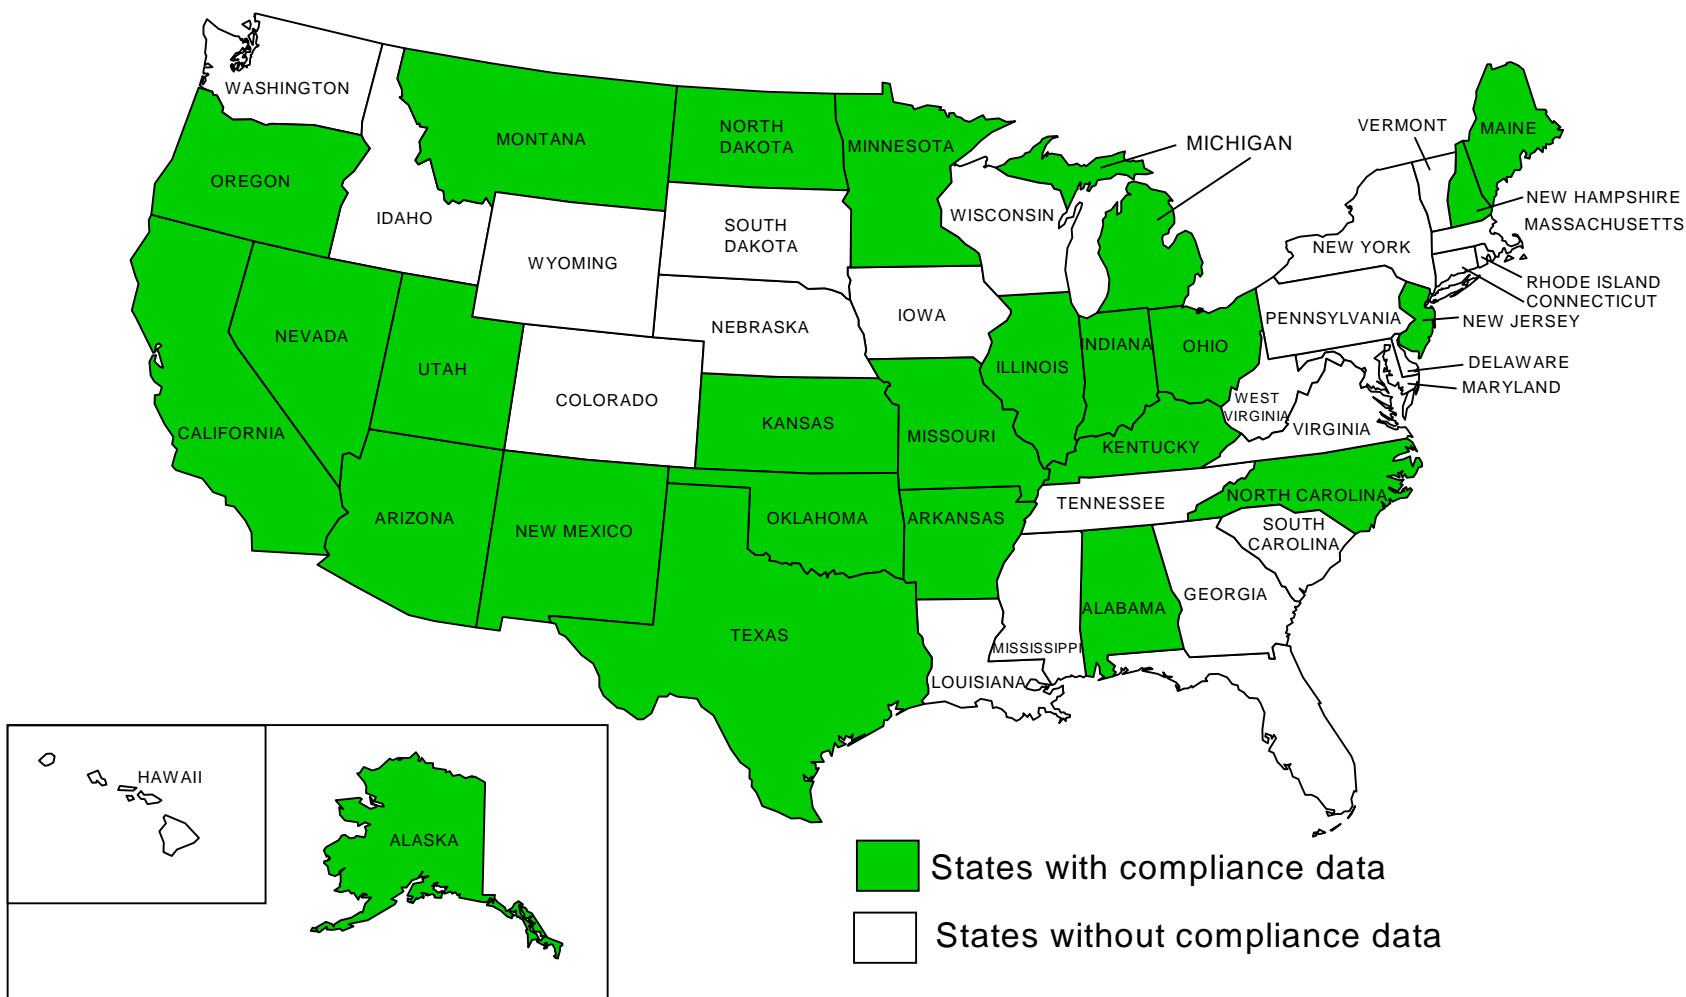 WASHINGTON
MONTANA
NORTH
DAKOTA
MINNESOTA
MICHIGAN
VERMONT
MAINE
OREGON
IDAHO
SOUTH
DAKOTA
WISCONSIN
NEW HAMPSHIRE
MASSACHUSETTS
WYOMING
NEW YORK
RHODE ISLAND
CONNECTICUT
NEVADA
NEBRASKA
IOWA
PENNSYLVANIA
NEW JERSEY
UTAH
ILLINOIS
INDIANA
OHIO
DELAWARE
MARYLAND
COLORADO
WEST
VIRGINIA
CALIFORNIA
KANSAS
MISSOURI
KENTUCKY
VIRGINIA
ARIZONA
NEW MEXICO
OKLAHOMA
ARKANSAS
TENNESSEE
NORTH CAROLINA
SOUTH
CAROLINA
TEXAS
ALABAMA
GEORGIA
MISSISSIPPI
LOUISIANA
HAWAII
ALASKA
States with compliance data
States without compliance data